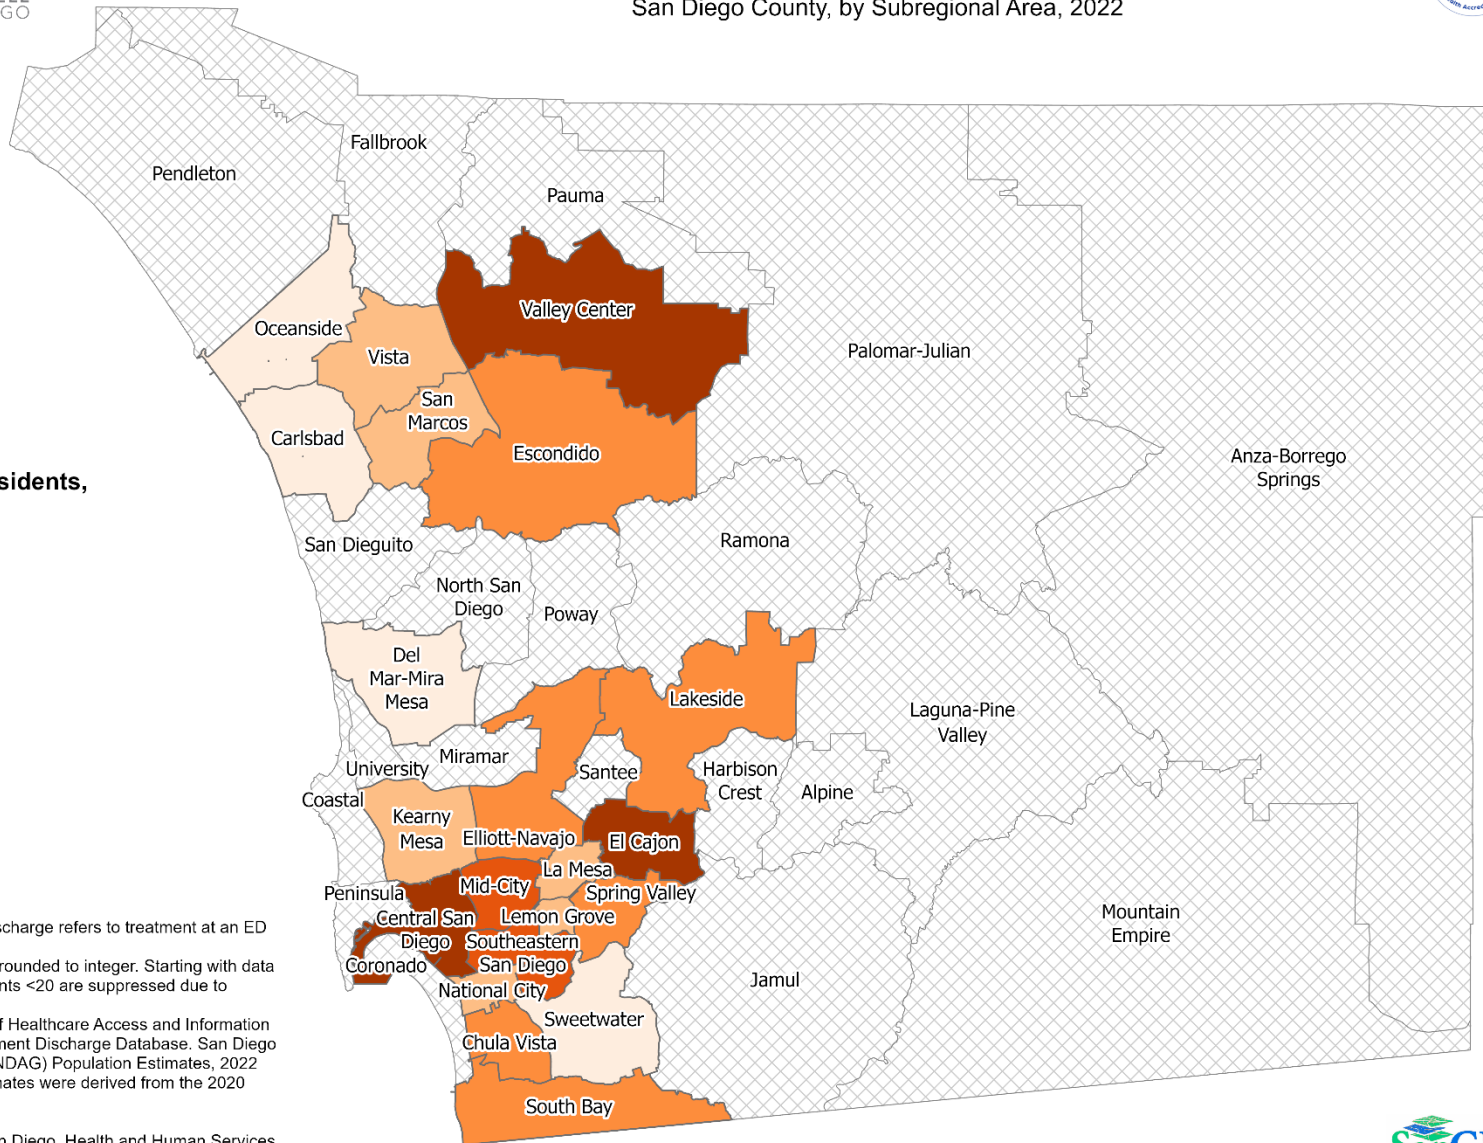 GO
San Diego County, by Subregional Area, 2022
Fallbrook
Pendleton
Pauma
Valley Center
Oceanside
Vista
Palomar-Julian
San
Marcos
Carlsbad
Escondido
Anza-Borrego
Springs
sidents,
Ramona
San Dieguito
North San
Diego
Poway
Del
Mar-Mira
Mesa
Lakeside
Laguna-Pine
Valley
Miramar
University
Santee
Harbison
Crest
Alpine
Coastal
Kearny
Mesa
Elliott-Navajo
El Cajon
La Mesa
Mid-City
Peninsula
Spring Valley
Central San
Diego
Lemon Grove
Southeastern
San Diego
Coronado
National City
Mountain
Empire
Jamul
Sweetwater
Chula Vista
South Bay
scharge refers to treatment at an ED
rounded to integer. Starting with data
nts <20 are suppressed due to
f Healthcare Access and Information
ment Discharge Database. San Diego
NDAG) Population Estimates, 2022
nates were derived from the 2020
n Diego, Health and Human Services